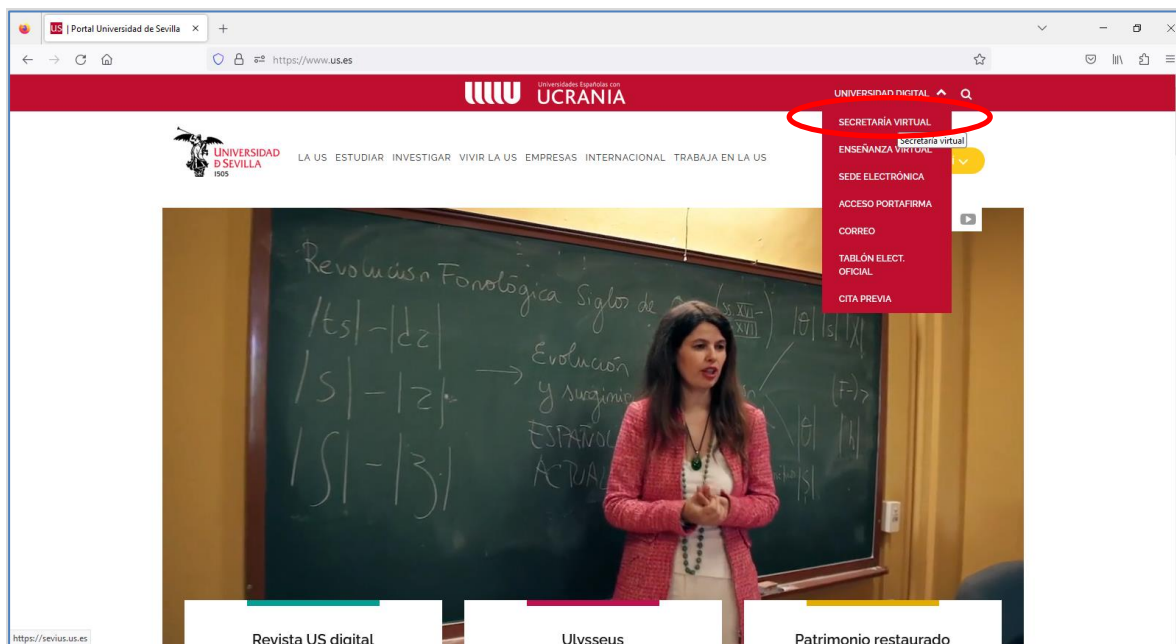 US | Portal Universidad de Sevilla
https://www.us.es
Universidades Españolas con
UCRANIA
UNIVERSIDAD DIGITAL
SECRETARÍA VIRTUAL
Secretaría virtual
ENSEÑANZA VIRTUAL
SEDE ELECTRÓNICA
ACCESO PORTAFIRMA
CORREO
TABLÓN ELECT.
OFICIAL
CITA PREVIA
UNIVERSIDAD
D SEVILLA
1505
LA US ESTUDIAR INVESTIGAR VIVIR LA US EMPRESAS INTERNACIONAL TRABAJA EN LA US
Revolución Fonológica Siglos de
/ts/-/dz/
/s/-/z/
Evolución
y
ESPAÑOL
Revista US digital
Ulysseus
Patrimonio restaurado
https://sevius.us.es